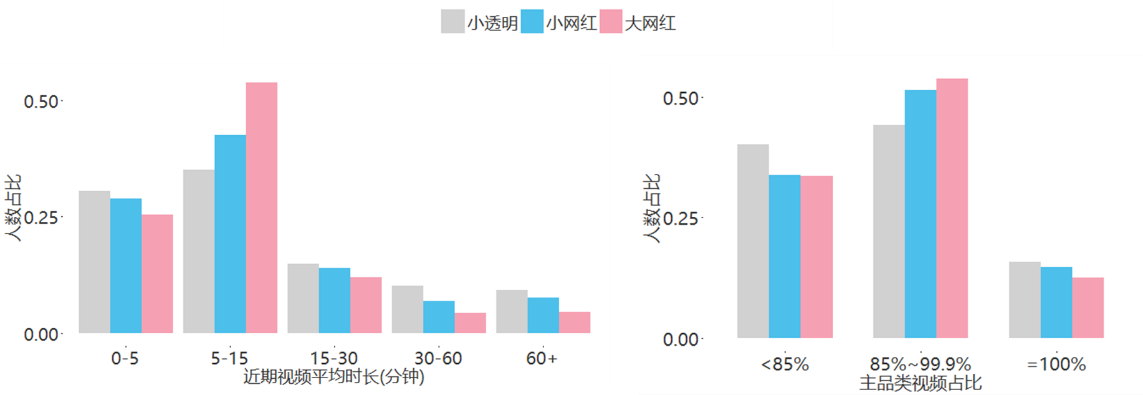 小透明 小网红 大网红
人数占比
0.50
0.25
0.00
0-5 5-15 15-30 30-60 60+
近期视频平均时长(分钟)
人数占比
0.50
0.25
0.00
<85% 85%~99.9% =100%
主品类视频占比